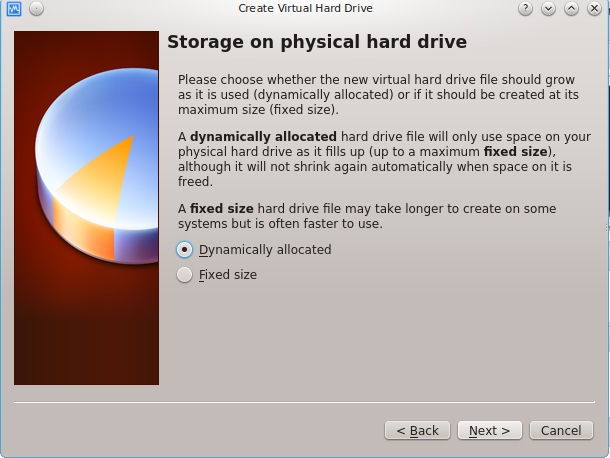 Create Virtual Hard Drive
Storage on physical hard drive
Please choose whether the new virtual hard drive file should grow
as it is used (dynamically allocated) or if it should be created at its
maximum size (fixed size).
A dynamically allocated hard drive file will only use space on your
physical hard drive as it fills up (up to a maximum fixed size),
although it will not shrink again automatically when space on it is
freed.
A fixed size hard drive file may take longer to create on some
systems but is often faster to use.
Dynamically allocated
Fixed size
< Back Next > Cancel